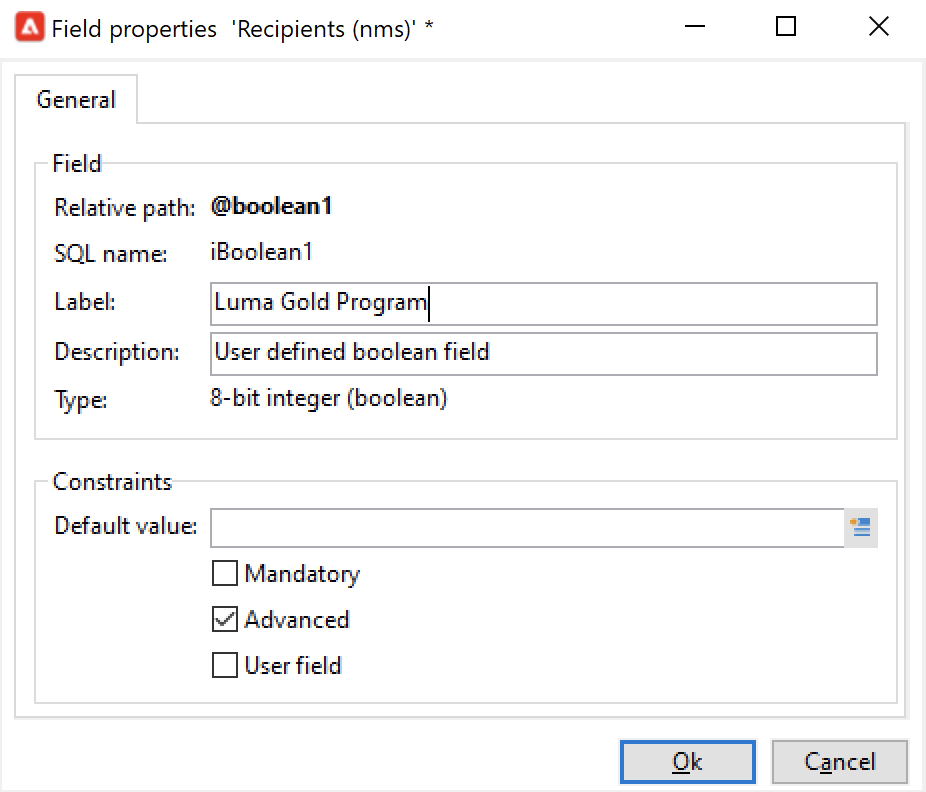 Field properties 'Recipients (nms)' *
General
Field
Relative path: @boolean1
SQL name: iBoolean1
Label: Luma Gold Program
Description: User defined boolean field
Type: 8-bit integer (boolean)
Constraints
Default value:
Mandatory
Advanced
User field
Ok Cancel